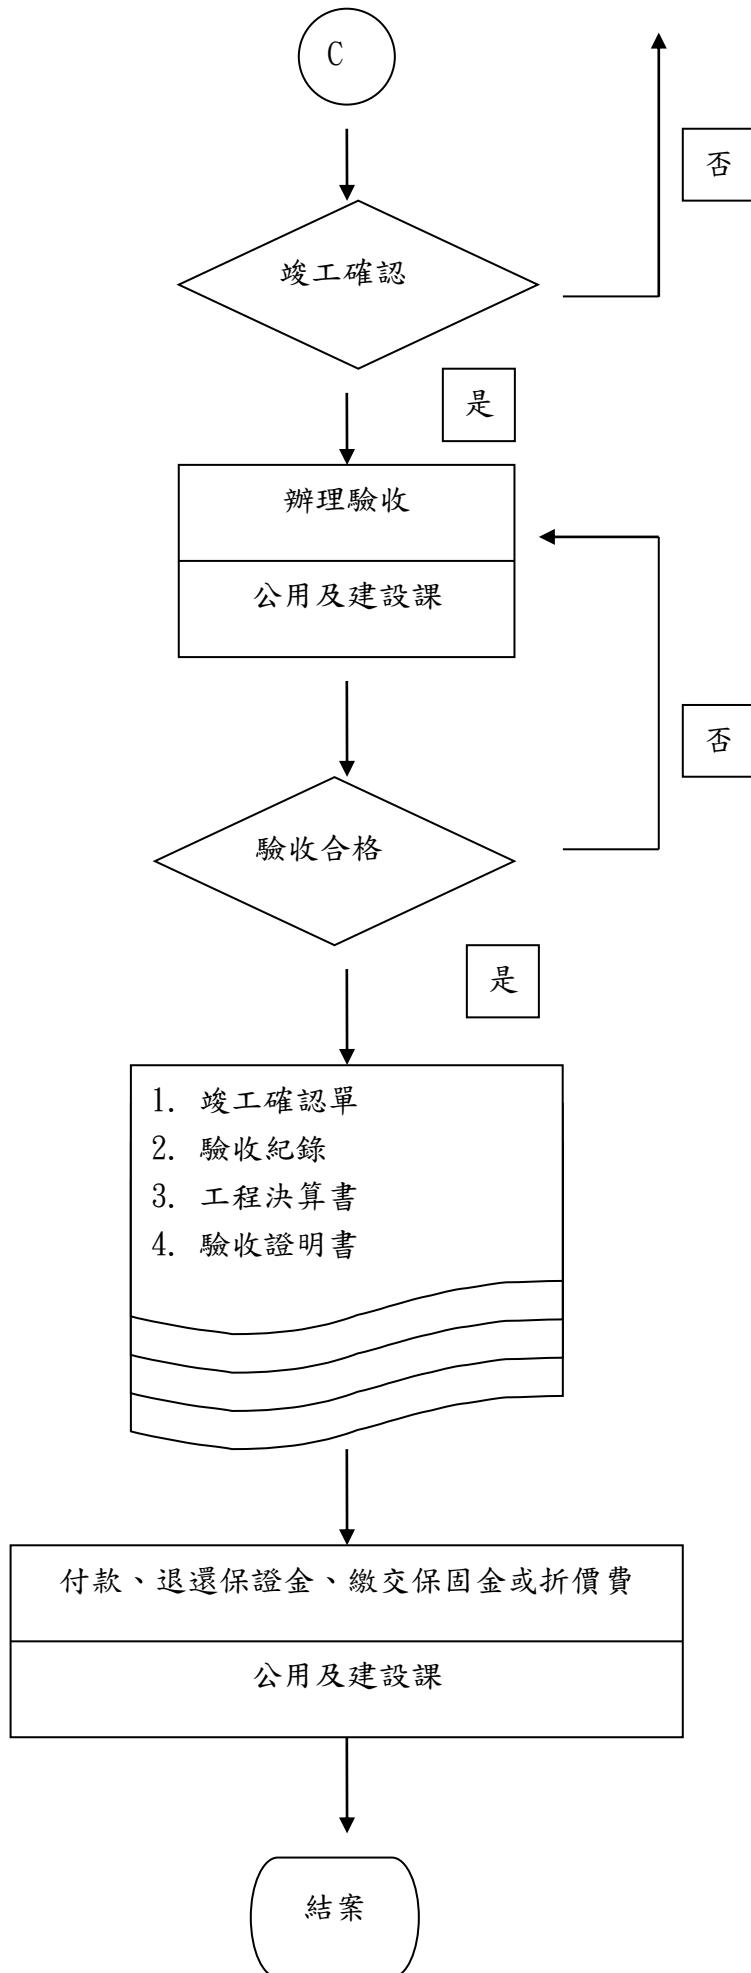 C
否
竣工確認
是
辦理驗收
公用及建設課
否
驗收合格
是
1. 竣工確認單
2. 驗收紀錄
3. 工程決算書
4. 驗收證明書
付款、退還保證金、繳交保固金或折價費
公用及建設課
結案